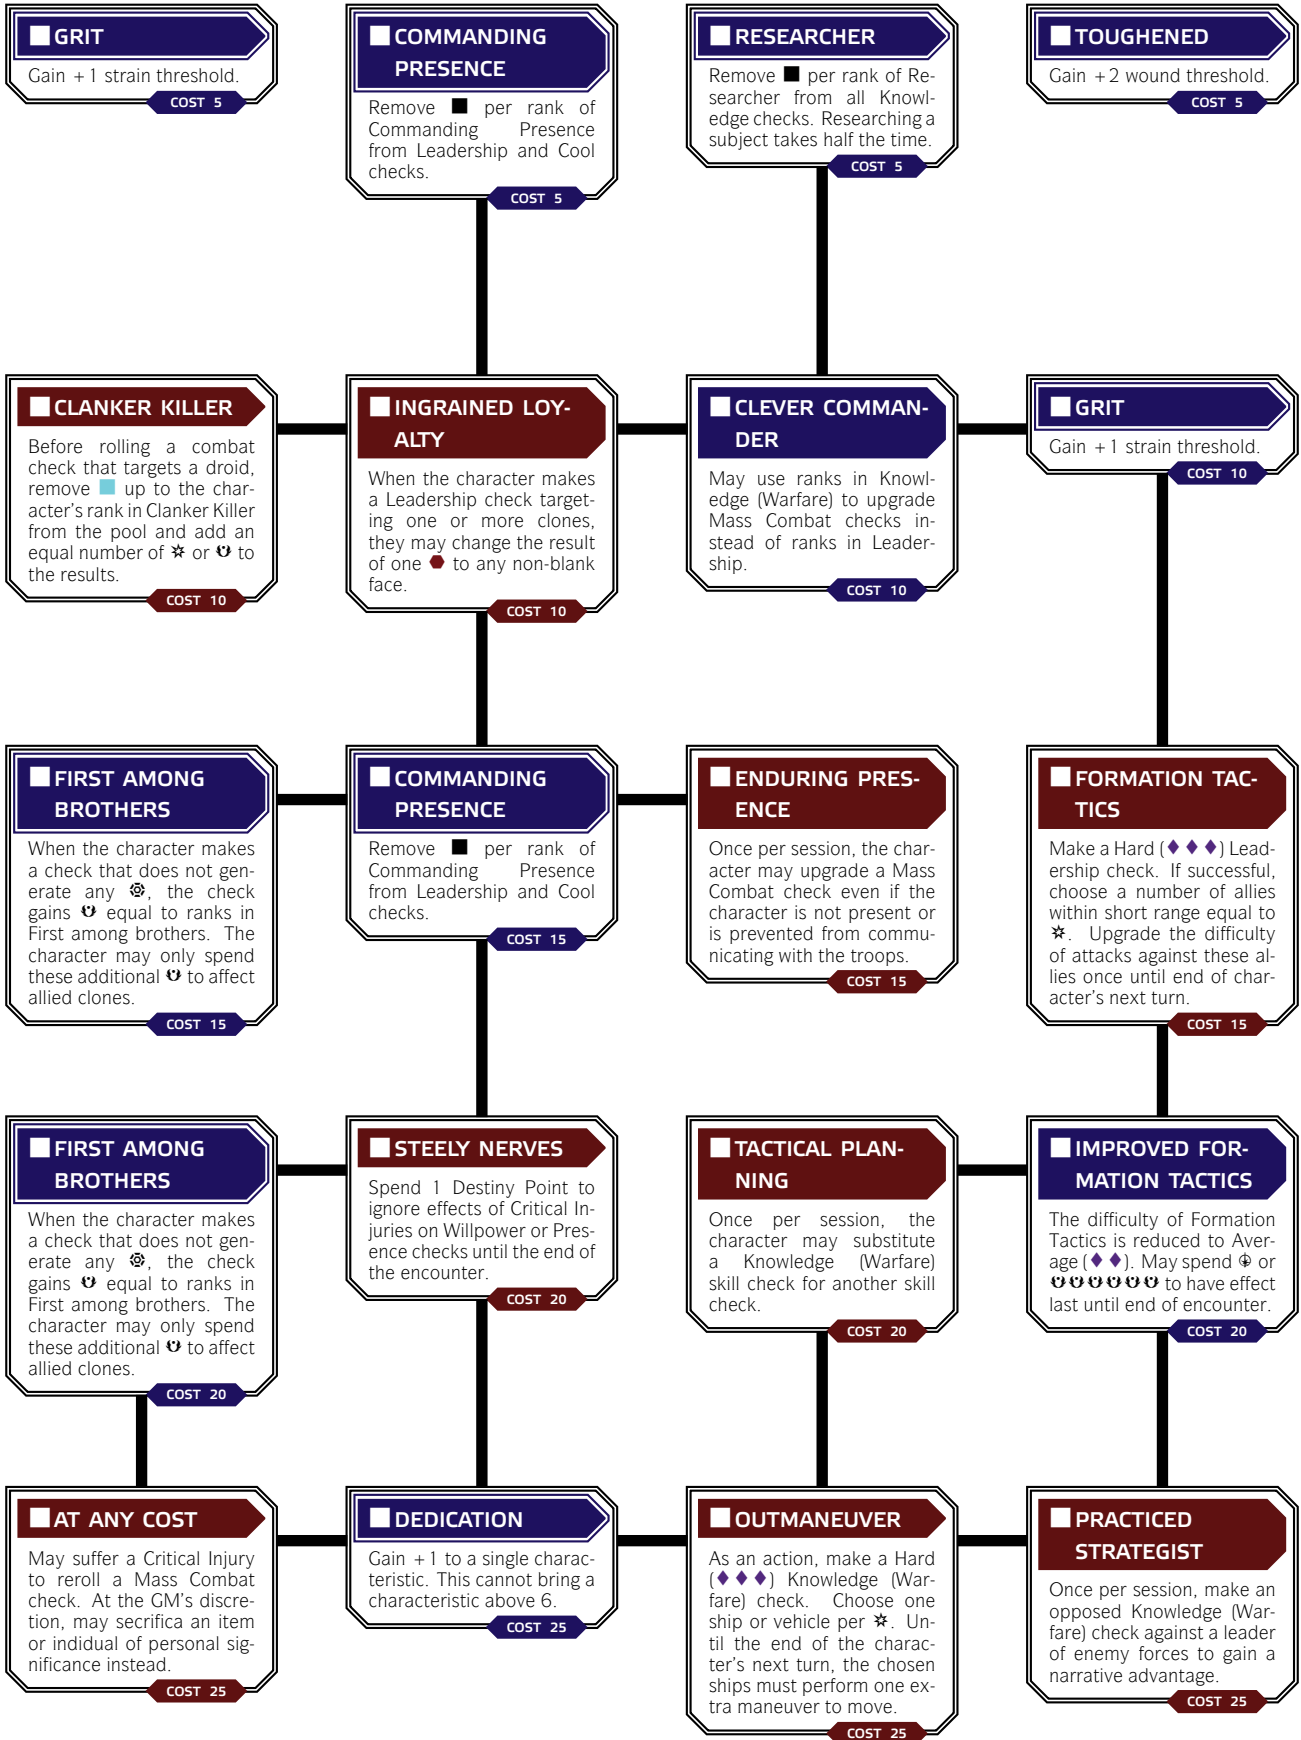 GRIT
Gain +1 strain threshold.
COST 5
COMMANDING
PRESENCE
Remove ■ per rank of
Commanding Presence
from Leadership and Cool
checks.
COST 5
RESEARCHER
Remove ■ per rank of Re-
searcher from all Knowl-
edge checks. Researching a
subject takes half the time.
COST 5
TOUGHENED
Gain +2 wound threshold.
COST 5
CLANKER KILLER
Before rolling a combat
check that targets a droid,
remove ■ up to the char-
acter's rank in Clanker Killer
from the pool and add an
equal number of or to
the results.
COST 10
INGRAINED LOY-
ALTY
When the character makes
a Leadership check target-
ing one or more clones,
they may change the result
of one ⬢ to any non-blank
face.
COST 10
CLEVER COMMAN-
DER
May use ranks in Knowl-
edge (Warfare) to upgrade
Mass Combat checks in-
stead of ranks in Leader-
ship.
COST 10
GRIT
Gain +1 strain threshold.
COST 10
FIRST AMONG
BROTHERS
When the character makes
a check that does not gen-
erate any , the check
gains equal to ranks in
First among brothers. The
character may only spend
these additional to affect
allied clones.
COST 15
COMMANDING
PRESENCE
Remove ■ per rank of
Commanding Presence
from Leadership and Cool
checks.
COST 15
ENDURING PRES-
ENCE
Once per session, the char-
acter may upgrade a Mass
Combat check even if the
character is not present or
is prevented from commu-
nicating with the troops.
COST 15
FORMATION TAC-
TICS
Make a Hard (♦ ♦ ♦) Lead-
ership check. If successful,
choose a number of allies
within short range equal to
. Upgrade the difficulty
of attacks against these al-
lies once until end of char-
acter's next turn.
COST 15
FIRST AMONG
BROTHERS
When the character makes
a check that does not gen-
erate any , the check
gains equal to ranks in
First among brothers. The
character may only spend
these additional to affect
allied clones.
COST 20
STEELY NERVES
Spend 1 Destiny Point to
ignore effects of Critical In-
juries on Willpower or Pres-
ence checks until the end of
the encounter.
COST 20
TACTICAL PLAN-
NING
Once per session, the
character may substitute
a Knowledge (Warfare)
skill check for another skill
check.
COST 20
IMPROVED FOR-
MATION TACTICS
The difficulty of Formation
Tactics is reduced to Aver-
age (♦ ♦). May spend or
to have effect
last until end of encounter.
COST 20
AT ANY COST
May suffer a Critical Injury
to reroll a Mass Combat
check. At the GM's discre-
tion, may secrifica an item
or indidual of personal sig-
nificance instead.
COST 25
DEDICATION
Gain +1 to a single charac-
teristic. This cannot bring a
characteristic above 6.
COST 25
OUTMANEUVER
As an action, make a Hard
(♦ ♦ ♦) Knowledge (War-
fare) check. Choose one
ship or vehicle per . Un-
til the end of the charac-
ter's next turn, the chosen
ships must perform one ex-
tra maneuver to move.
COST 25
PRACTICED
STRATEGIST
Once per session, make an
opposed Knowledge (War-
fare) check against a leader
of enemy forces to gain a
narrative advantage.
COST 25